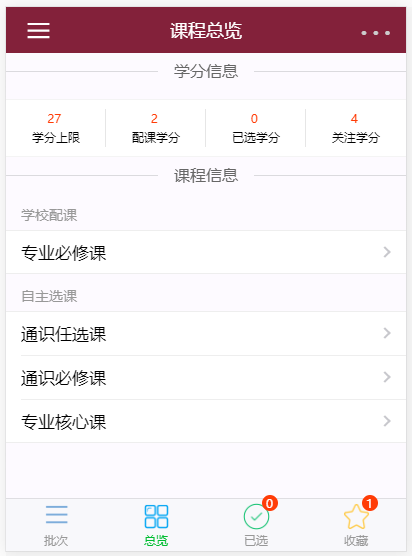 课程总览
学分信息
27 2 0 4
学分上限 配课学分 已选学分 关注学分
课程信息
学校配课
专业必修课
自主选课
通识任选课
通识必修课
专业核心课
0 1
批次 总览 已选 收藏